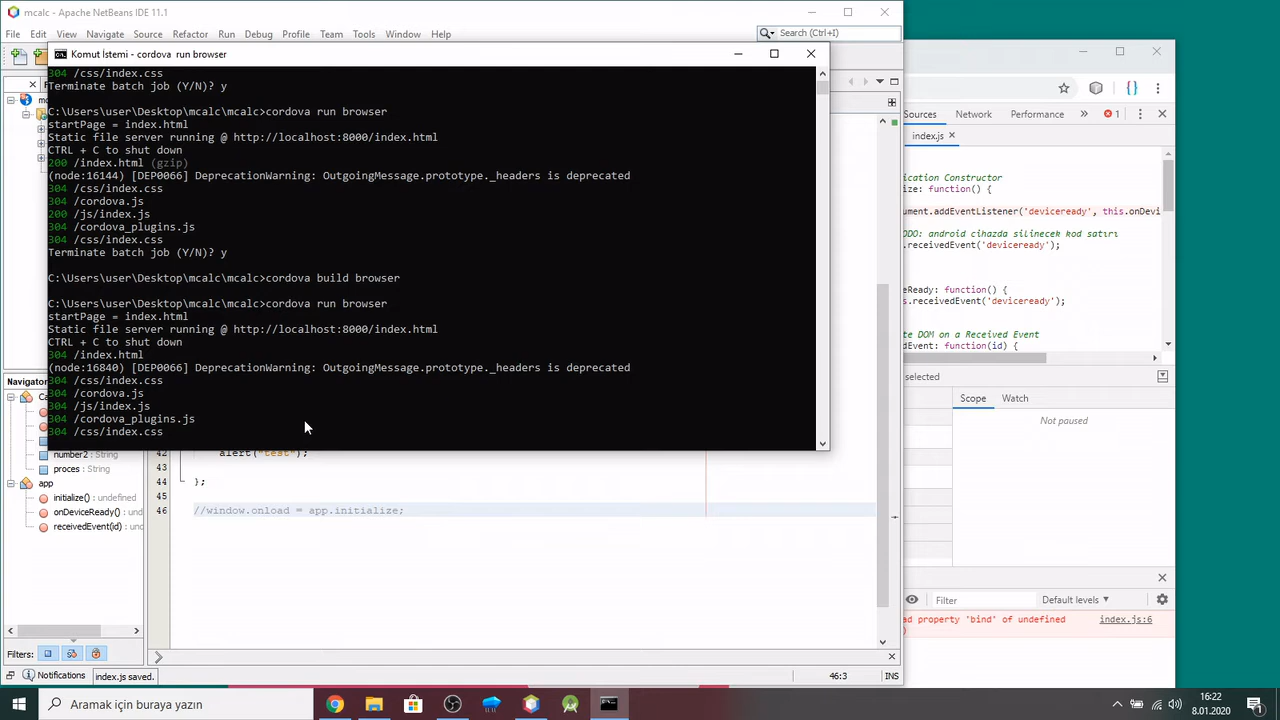 mcalc - Apache NetBeans IDE 11.1
File Edit View Navigate Source Refactor Run Debug Profile Team Tools Window Help
Search (Ctrl+I)
Komut İstemi - cordova run browser
304 /css/index.css
Terminate batch job (Y/N)? y
C:\Users\user\Desktop\mcalc\mcalc>cordova run browser
startPage = index.html
Static file server running @ http://localhost:8000/index.html
CTRL + C to shut down
200 /index.html (gzip)
(node:16144) [DEP0066] DeprecationWarning: OutgoingMessage.prototype._headers is deprecated
304 /css/index.css
304 /cordova.js
200 /js/index.js
304 /cordova_plugins.js
304 /css/index.css
Terminate batch job (Y/N)? y
C:\Users\user\Desktop\mcalc\mcalc>cordova build browser
C:\Users\user\Desktop\mcalc\mcalc>cordova run browser
startPage = index.html
Static file server running @ http://localhost:8000/index.html
CTRL + C to shut down
304 /index.html
(node:16840) [DEP0066] DeprecationWarning: OutgoingMessage.prototype._headers is deprecated
304 /css/index.css
304 /cordova.js
304 /js/index.js
304 /cordova_plugins.js
304 /css/index.css
Navigator
number2 : String
proces : String
app
initialize() : undefined
onDeviceReady() :
receivedEvent(id) :
Filters:
42 alert("test");
43
44 };
45
46 //window.onload = app.initialize;
Notifications index.js saved.
46:3 INS
Sources Network Performance » 1
index.js
ication Constructor
ize: function() {
ument.addEventListener('deviceready', this.onDevi
ODO: android cihazda silinecek kod satırı
.receivedEvent('deviceready');
eReady: function() {
s.receivedEvent('deviceready');
te DOM on a Received Event
dEvent: function(id) {
selected
Scope Watch
Not paused
Filter Default levels
ad property 'bind' of undefined index.js:6
)
Aramak için buraya yazın
16:22
8.01.2020